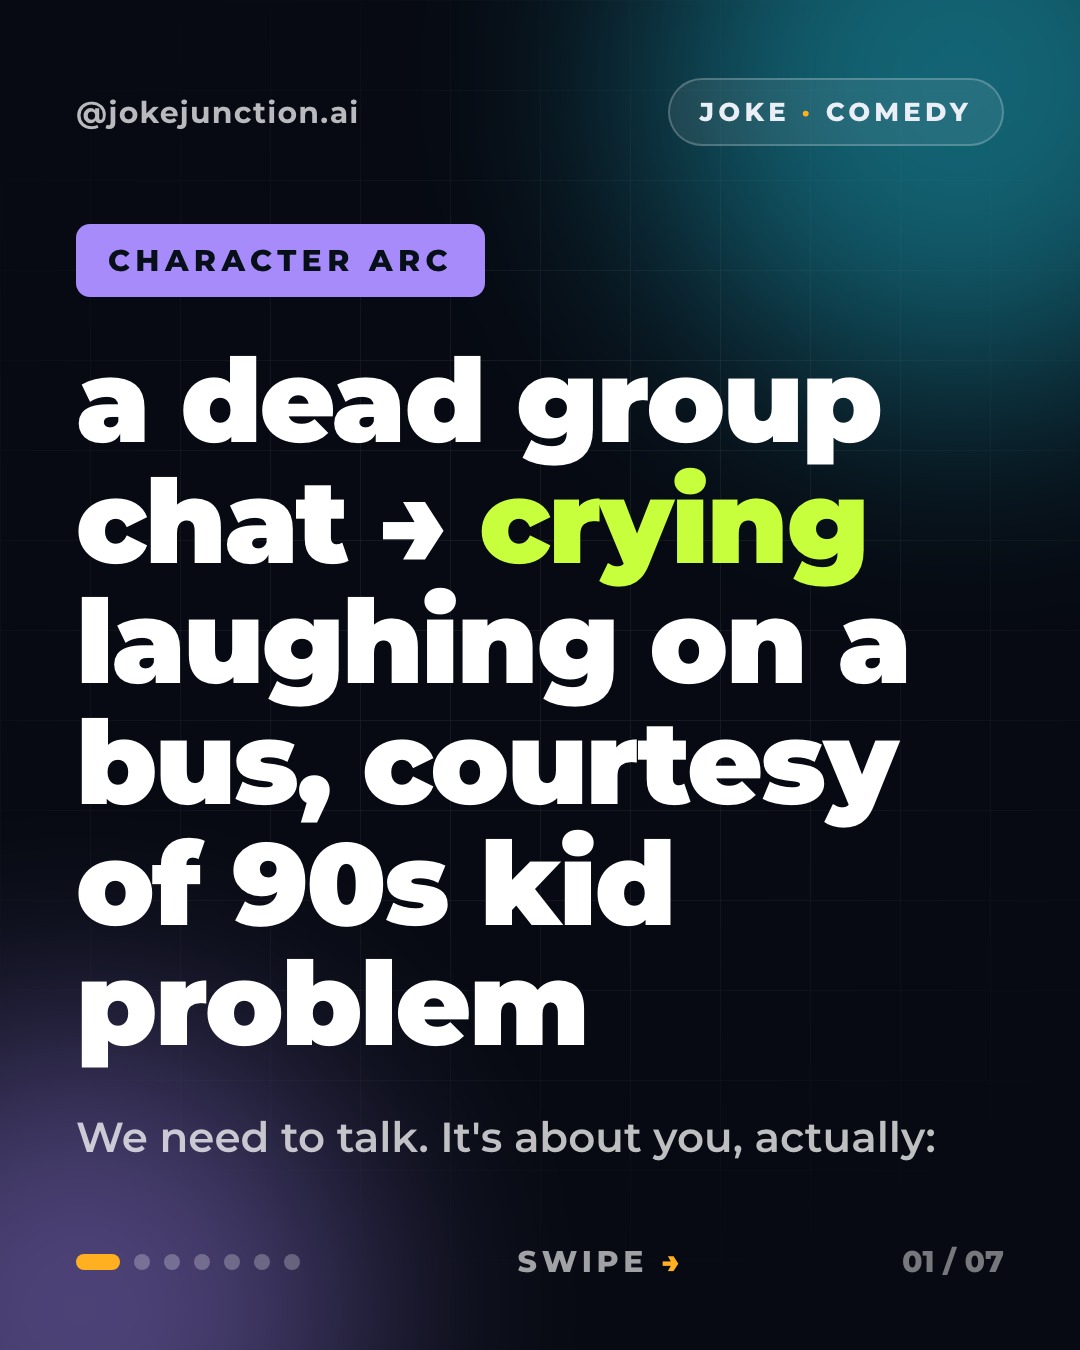 @jokejunction.ai
JOKE · COMEDY
CHARACTER ARC
a dead group
chat → crying
laughing on a
bus, courtesy
of 90s kid
problem
We need to talk. It's about you, actually:
SWIPE →
01 / 07